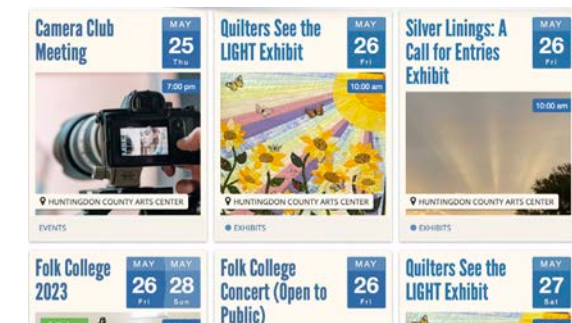 Camera Club
Meeting
MAY
25
Thu
7:00 pm
HUNTINGDON COUNTY ARTS CENTER
EVENTS
Quilters See the
LIGHT Exhibit
MAY
26
Fri
10:00 am
HUNTINGDON COUNTY ARTS CENTER
EXHIBITS
Silver Linings: A
Call for Entries
Exhibit
MAY
26
Fri
10:00 am
HUNTINGDON COUNTY ARTS CENTER
EXHIBITS
Folk College
2023
MAY MAY
26 28
Fri Sun
Folk College
Concert (Open to
Public)
MAY
26
Fri
Quilters See the
LIGHT Exhibit
MAY
27
Sat